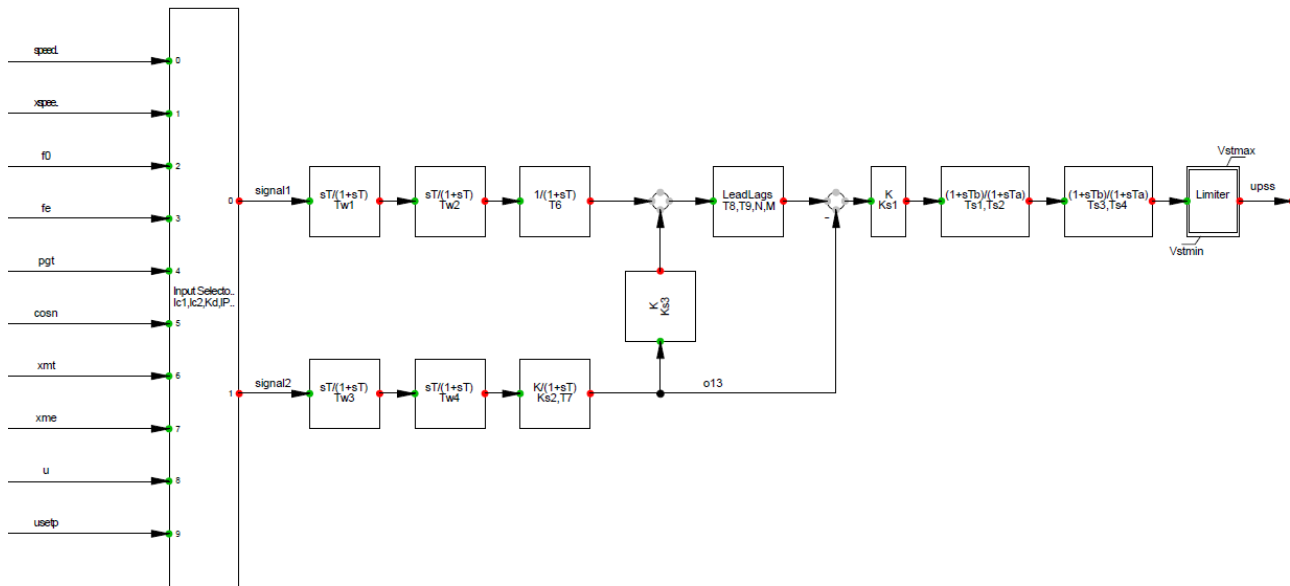 speed..
0
xspee..
1
f0
2
fe
3
pgt
4
Input Selecto..
Ic1,Ic2,Kd,IP..
cosn
5
xmt
6
xme
7
u
8
usetp
9
0
signal1
sT/(1+sT)
Tw1
sT/(1+sT)
Tw2
1/(1+sT)
T6
LeadLags
T8,T9,N,M
-
K
Ks1
(1+sTb)/(1+sTa)
Ts1,Ts2
(1+sTb)/(1+sTa)
Ts3,Ts4
Vstmax
Limiter
Vstmin
upss
K
Ks3
1
signal2
sT/(1+sT)
Tw3
sT/(1+sT)
Tw4
K/(1+sT)
Ks2,T7
o13